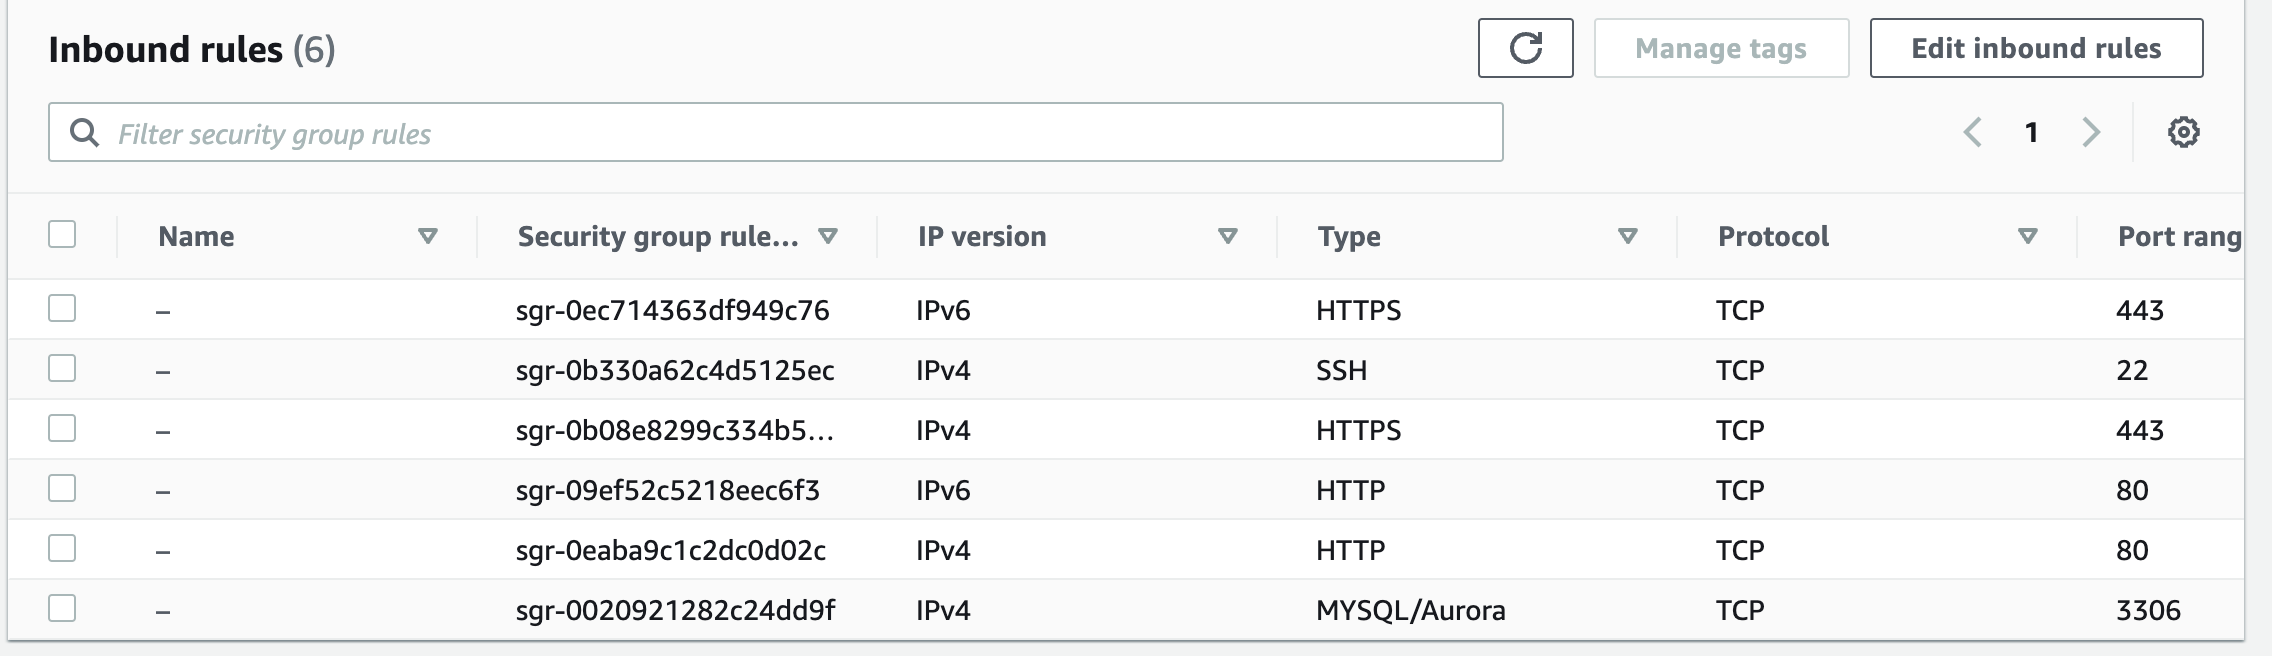 Inbound rules (6)
Manage tags
Edit inbound rules
Filter security group rules
1
Name Security group rule... IP version Type Protocol Port rang
– sgr-0ec714363df949c76 IPv6 HTTPS TCP 443
– sgr-0b330a62c4d5125ec IPv4 SSH TCP 22
– sgr-0b08e8299c334b5... IPv4 HTTPS TCP 443
– sgr-09ef52c5218eec6f3 IPv6 HTTP TCP 80
– sgr-0eaba9c1c2dc0d02c IPv4 HTTP TCP 80
– sgr-0020921282c24dd9f IPv4 MYSQL/Aurora TCP 3306